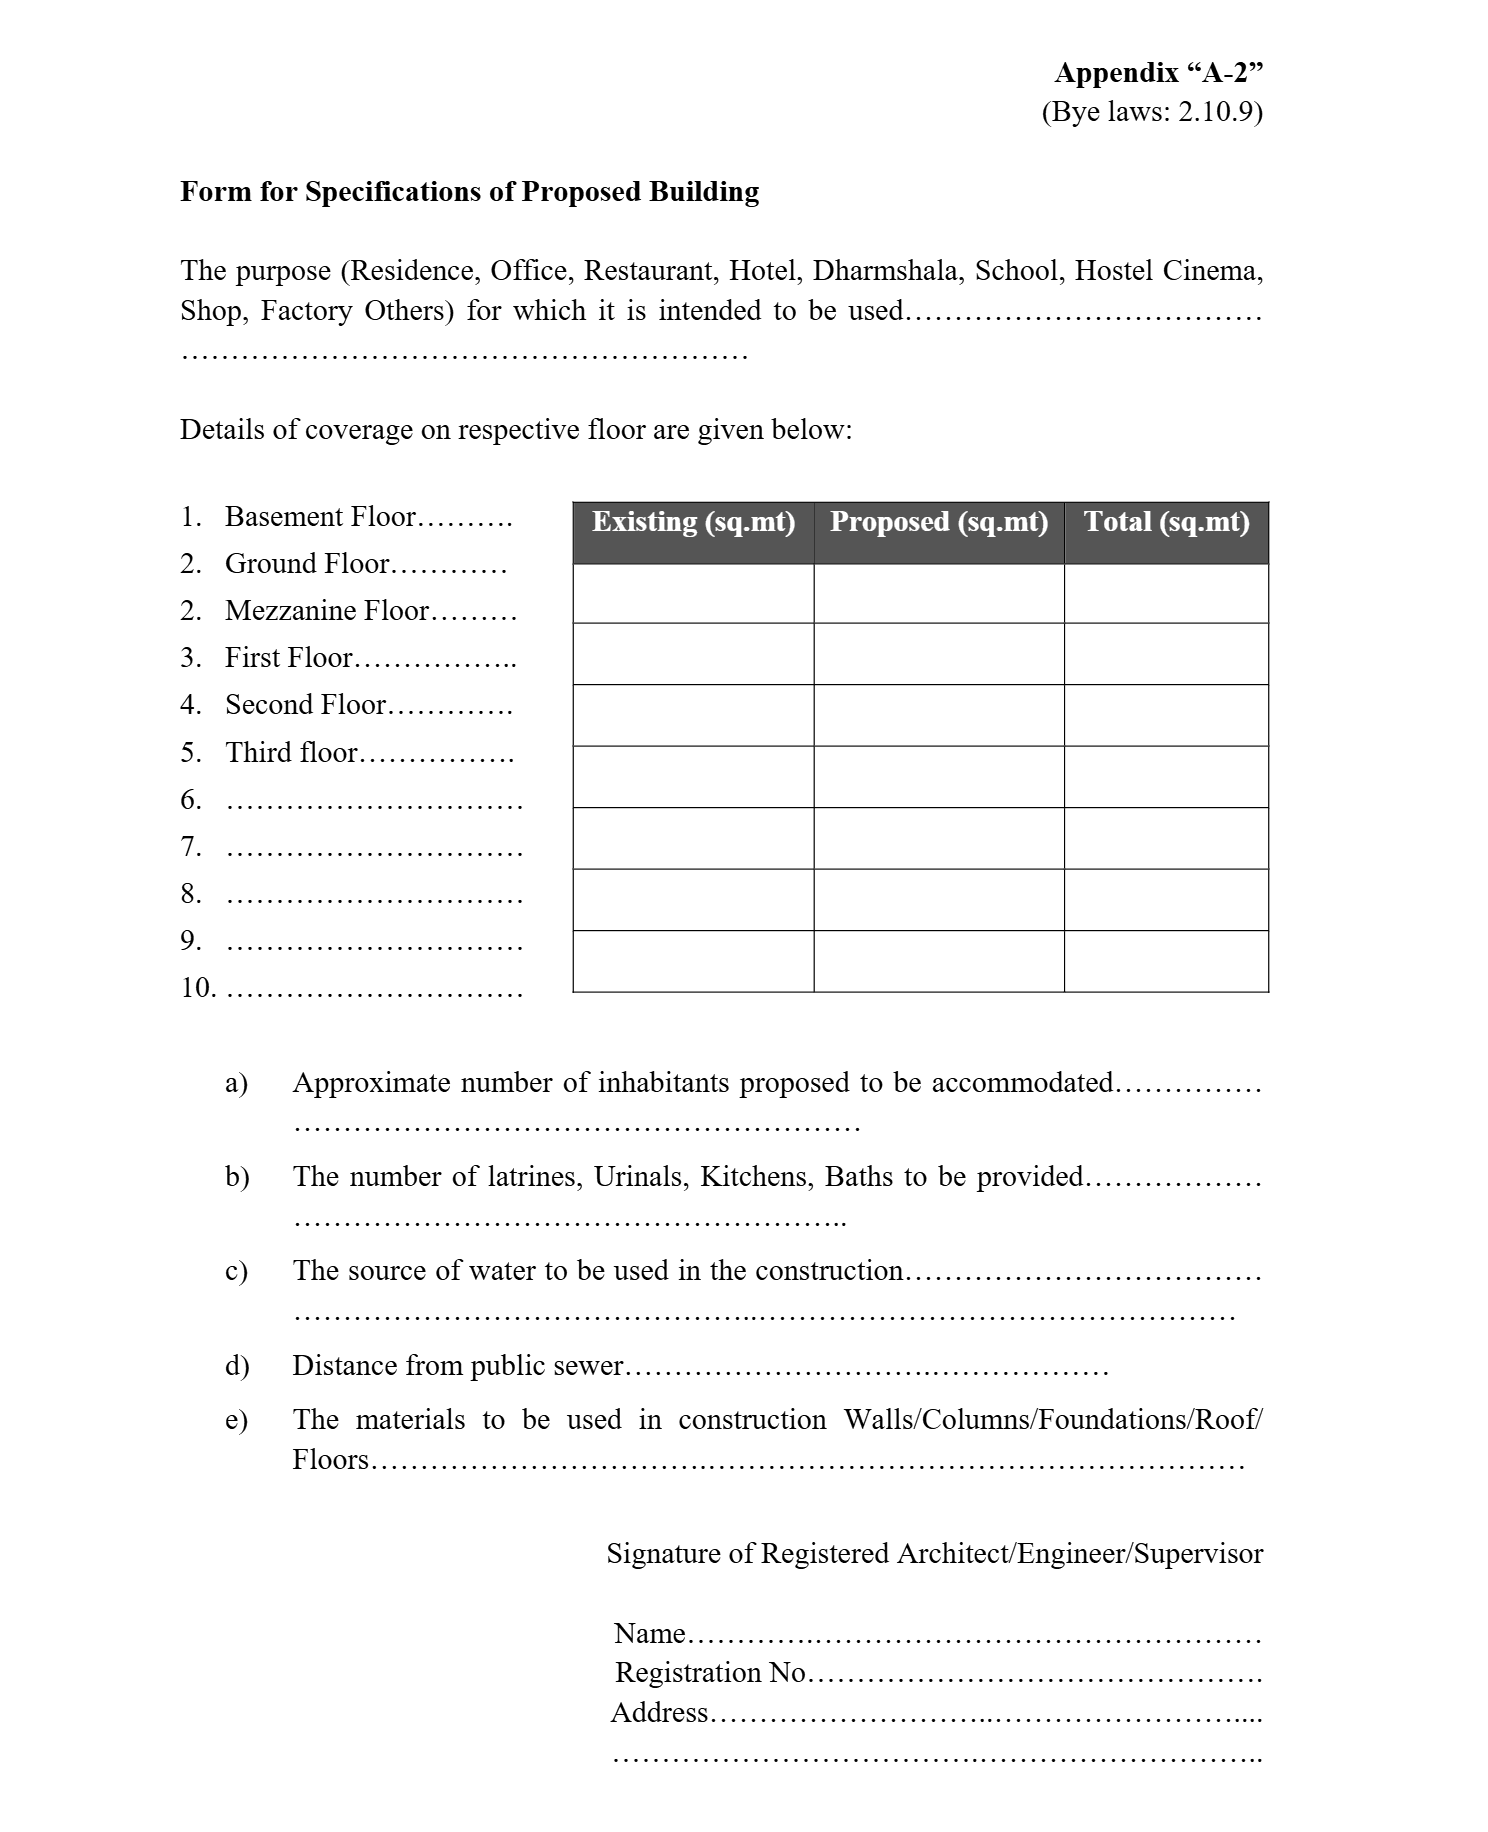 Appendix “A-2”
(Bye laws: 2.10.9)
Form for Specifications of Proposed Building
The purpose (Residence, Office, Restaurant, Hotel, Dharmshala, School, Hostel Cinema,
Shop, Factory Others) for which it is intended to be used………………………………
…………………………………………………
Details of coverage on respective floor are given below:
1. Basement Floor……….
2. Ground Floor…………
2. Mezzanine Floor………
3. First Floor……………..
4. Second Floor………….
5. Third floor…………….
6. …………………………
7. …………………………
8. …………………………
9. …………………………
10. …………………………
Existing (sq.mt) Proposed (sq.mt) Total (sq.mt)
a) Approximate number of inhabitants proposed to be accommodated……………
…………………………………………………
b) The number of latrines, Urinals, Kitchens, Baths to be provided………………
………………………………………………..
c) The source of water to be used in the construction………………………………
………………………………………..…………………………………………
d) Distance from public sewer………………………….………………
e) The materials to be used in construction Walls/Columns/Foundations/Roof/
Floors…………………………….………………………………………………
Signature of Registered Architect/Engineer/Supervisor
Name………….………………………………………
Registration No……………………………………….
Address………………………..……………………....
……………………………….………………………..